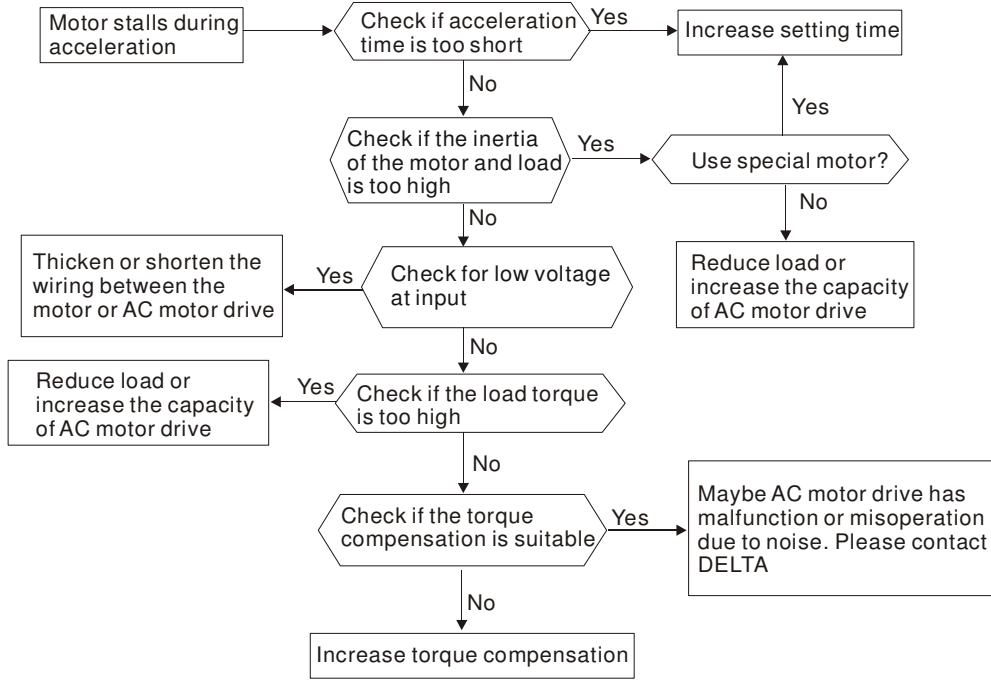 Motor stalls during
acceleration
Check if acceleration
time is too short
Yes
Increase setting time
No
Yes
Check if the inertia
of the motor and load
is too high
Yes
Use special motor?
No
No
Thicken or shorten the
wiring between the
motor or AC motor drive
Yes
Check for low voltage
at input
Reduce load or
increase the capacity
of AC motor drive
No
Reduce load or
increase the capacity
of AC motor drive
Yes
Check if the load torque
is too high
No
Check if the torque
compensation is suitable
Yes
Maybe AC motor drive has
malfunction or misoperation
due to noise. Please contact
DELTA
No
Increase torque compensation